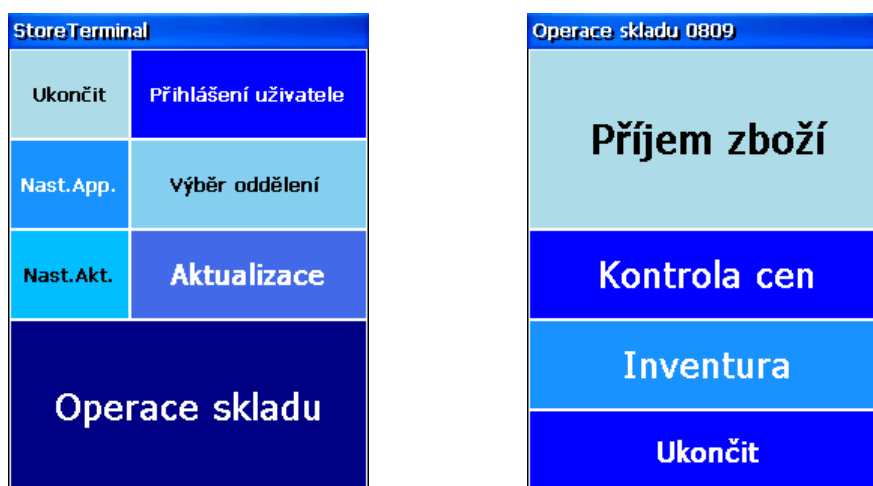 StoreTerminal
Ukončit
Přihlášení uživatele
Nast.App.
Výběr oddělení
Nast.Akt.
Aktualizace
Operace skladu
Operace skladu 0809
Příjem zboží
Kontrola cen
Inventura
Ukončit